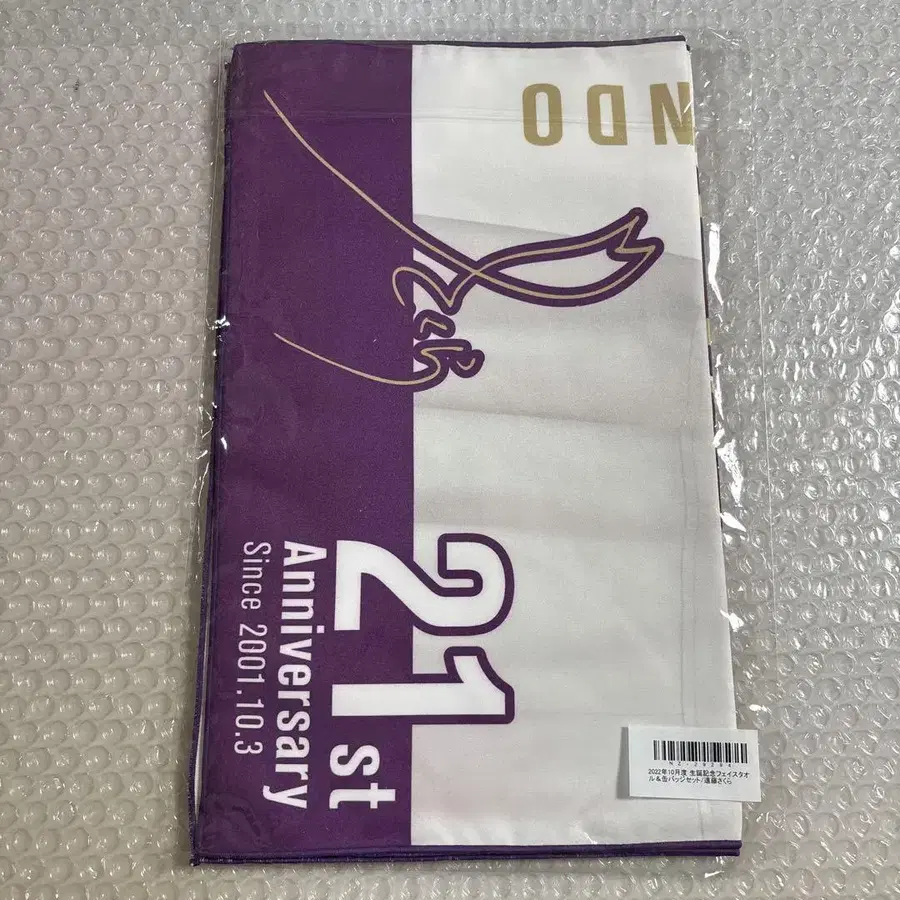 NDO
21st
Anniversary
Since 2001.10.3
2022年10月度 生誕記念フェイスタオ
ル&缶バッジセット/遠藤さくら